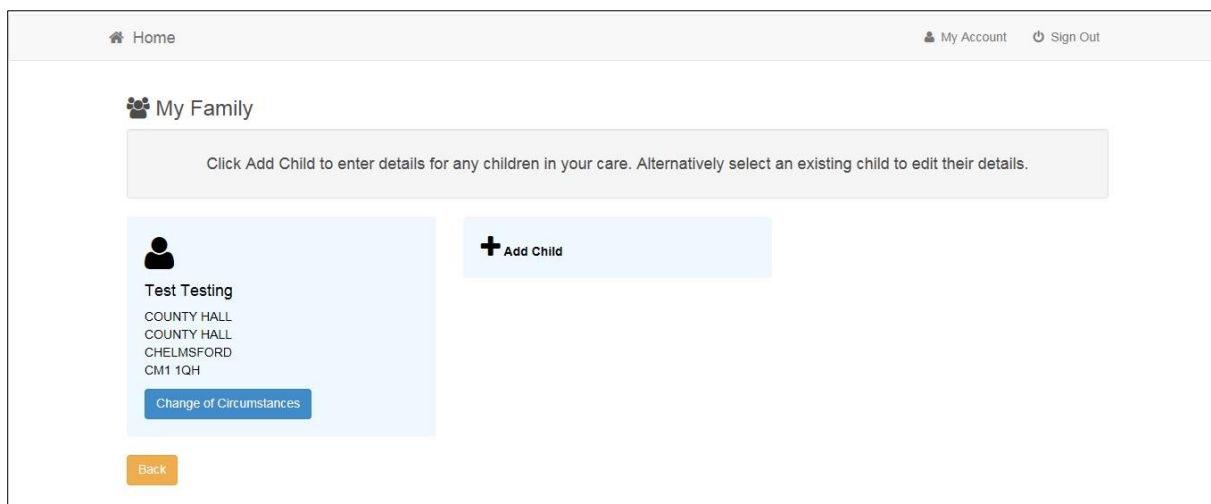 Home
My Account
Sign Out
My Family
Click Add Child to enter details for any children in your care. Alternatively select an existing child to edit their details.
Test Testing
COUNTY HALL
COUNTY HALL
CHELMSFORD
CM1 1QH
Change of Circumstances
Add Child
Back